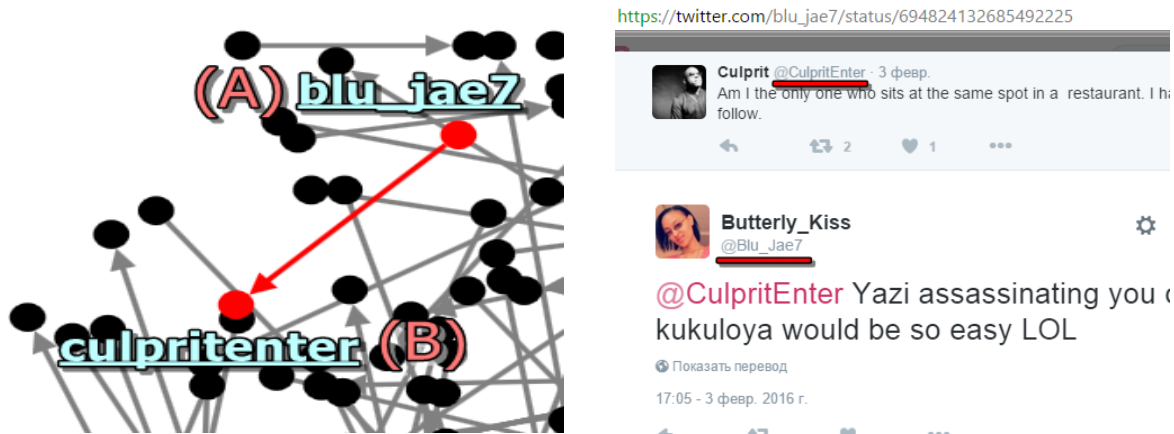 (A) blu_jae7
culpritenter (B)
https://twitter.com/blu_jae7/status/694824132685492225
Culprit @CulpritEnter · 3 февр.
Am I the only one who sits at the same spot in a restaurant. I ha
follow.
2 1
Butterly_Kiss
@Blu_Jae7
@CulpritEnter Yazi assassinating you
kukuloya would be so easy LOL
Показать перевод
17:05 - 3 февр. 2016 г.